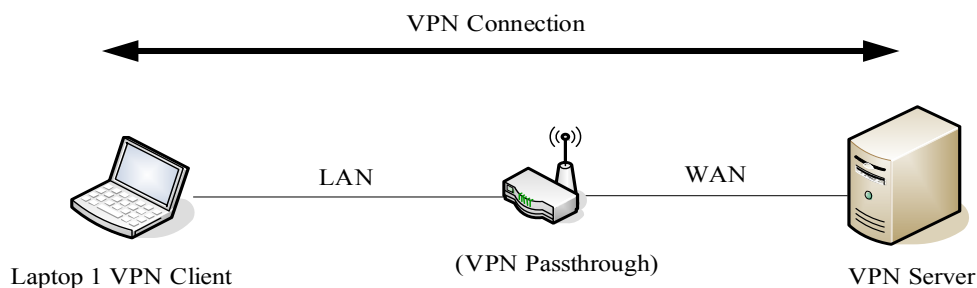 VPN Connection
LAN
WAN
Laptop 1 VPN Client
(VPN Passthrough)
VPN Server